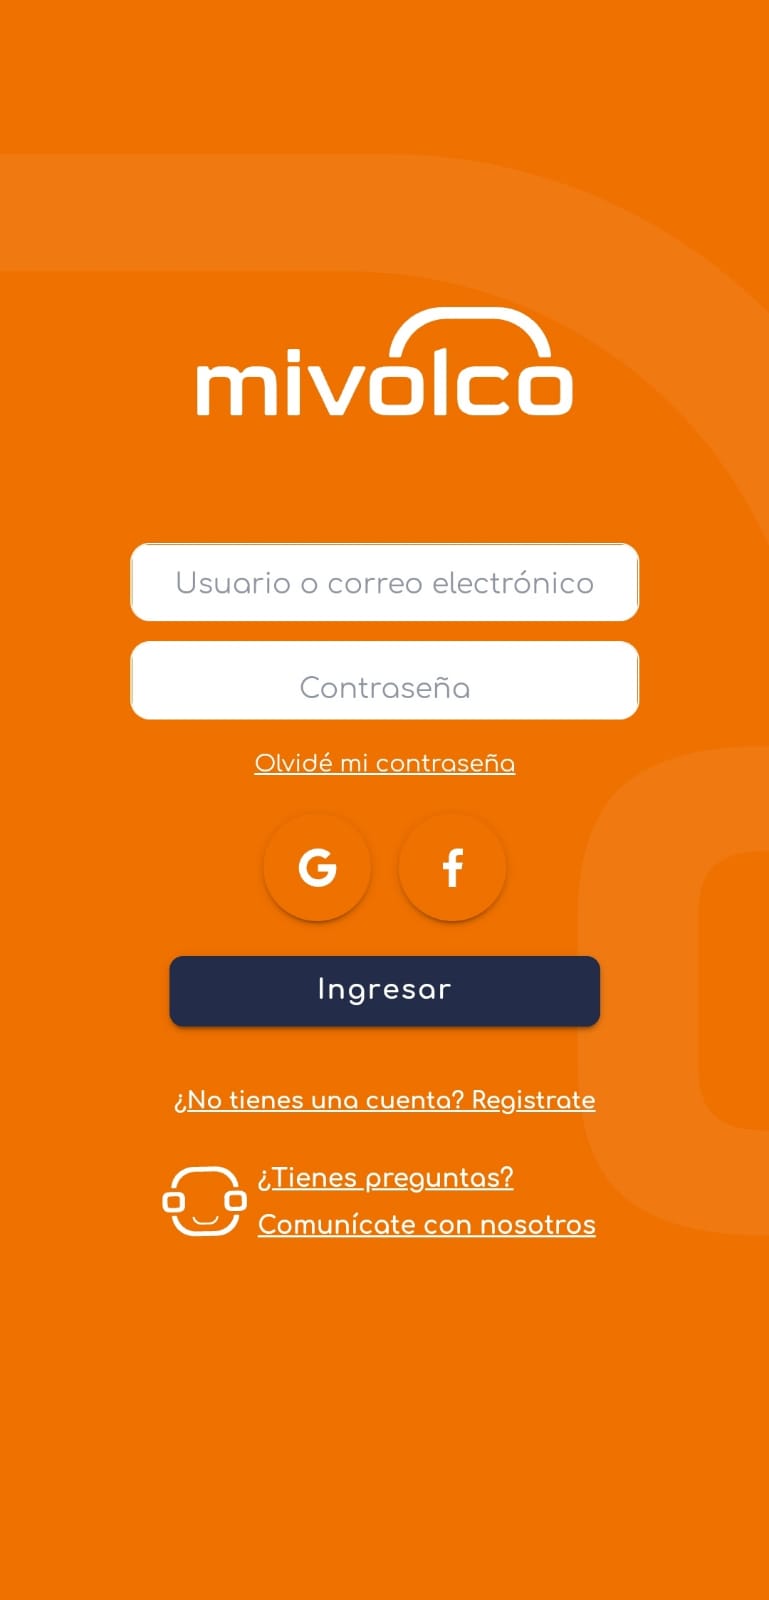 mivolco
Usuario o correo electrónico
Contraseña
Olvidé mi contraseña
G f
Ingresar
¿No tienes una cuenta? Registrate
¿Tienes preguntas?
Comunícate con nosotros